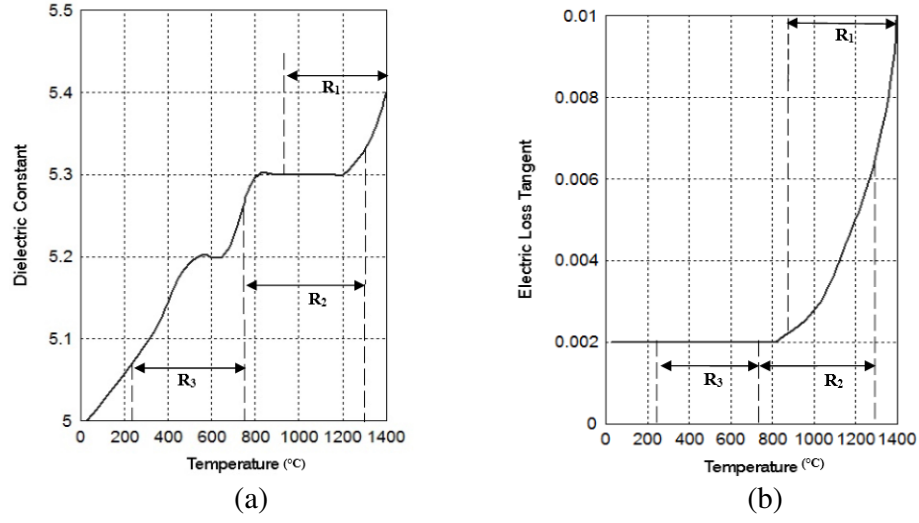 5.5
5.4
5.3
5.2
5.1
5
R1
R2
R3
0 200 400 600 800 1000 1200 1400
Dielectric Constant
Temperature (°C)
(a)
0.01
0.008
0.006
0.004
0.002
0
R1
R3
R2
0 200 400 600 800 1000 1200 1400
Electric Loss Tangent
Temperature (°C)
(b)